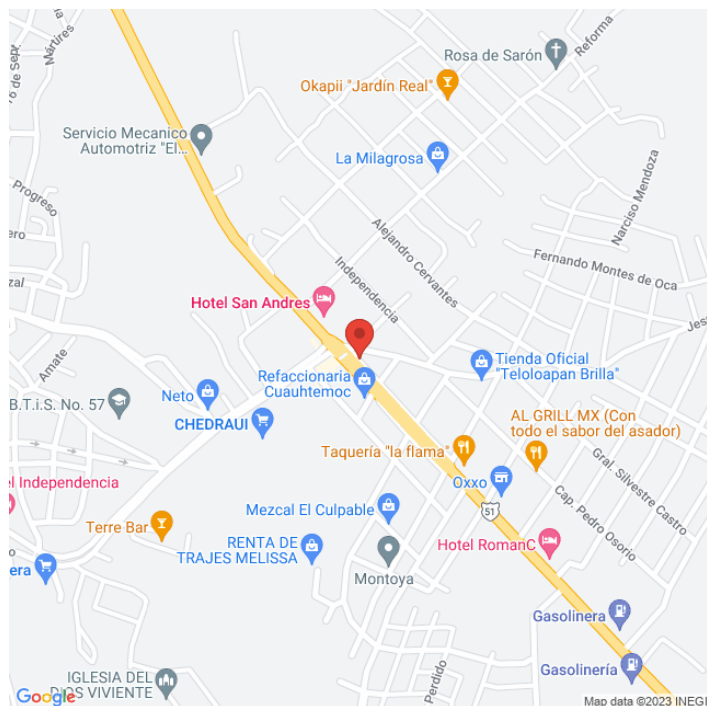 Mártires
16 de Sept.
Reforma
Rosa de Sarón
Okapii "Jardín Real"
Servicio Mecanico
Automotriz "El...
La Milagrosa
Narciso Mendoza
Progreso
Alejandro Cervantes
Fernando Montes de Oca
Independencia
Hotel San Andres
Amate
Refaccionaria
Cuauhtemoc
Tienda Oficial
"Teloloapan Brilla"
Neto
B.T.i.S. No. 57
CHEDRAUI
AL GRILL MX (Con
todo el sabor del asador)
Taquería "la flama"
Gral. Silvestre Castro
Independencia
Oxxo
Cap. Pedro Osorio
51
Mezcal El Culpable
Terre Bar
RENTA DE
TRAJES MELISSA
Hotel RomanC
Montoya
Gasolinera
Gasolinería
Perdido
IGLESIA DEL
DIOS VIVIENTE
Google
Map data ©2023 INEGI